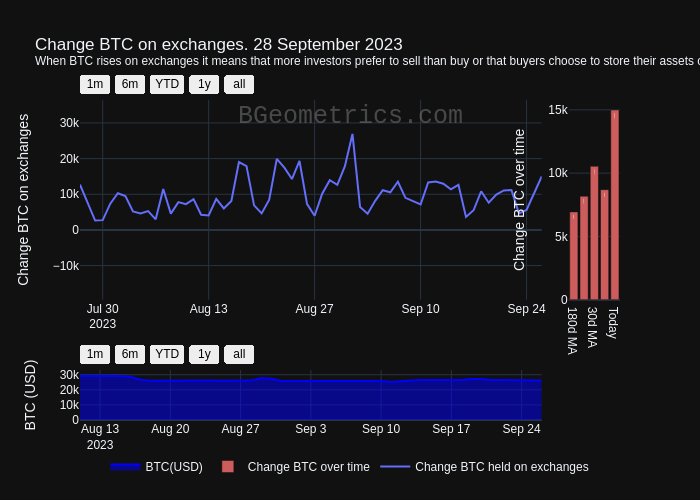 Change BTC on exchanges. 28 September 2023
When BTC rises on exchanges it means that more investors prefer to sell than buy or that buyers choose to store their assets
1m 6m YTD 1y all
BGeometrics.com
Change BTC on exchanges
30k
20k
10k
0
−10k
Jul 30 Aug 13 Aug 27 Sep 10 Sep 24
2023
Change BTC over time
15k
10k
5k
0
180d MA 30d MA Today
1m 6m YTD 1y all
BTC (USD)
30k
20k
10k
0
Aug 13 Aug 20 Aug 27 Sep 3 Sep 10 Sep 17 Sep 24
2023
BTC(USD) Change BTC over time Change BTC held on exchanges